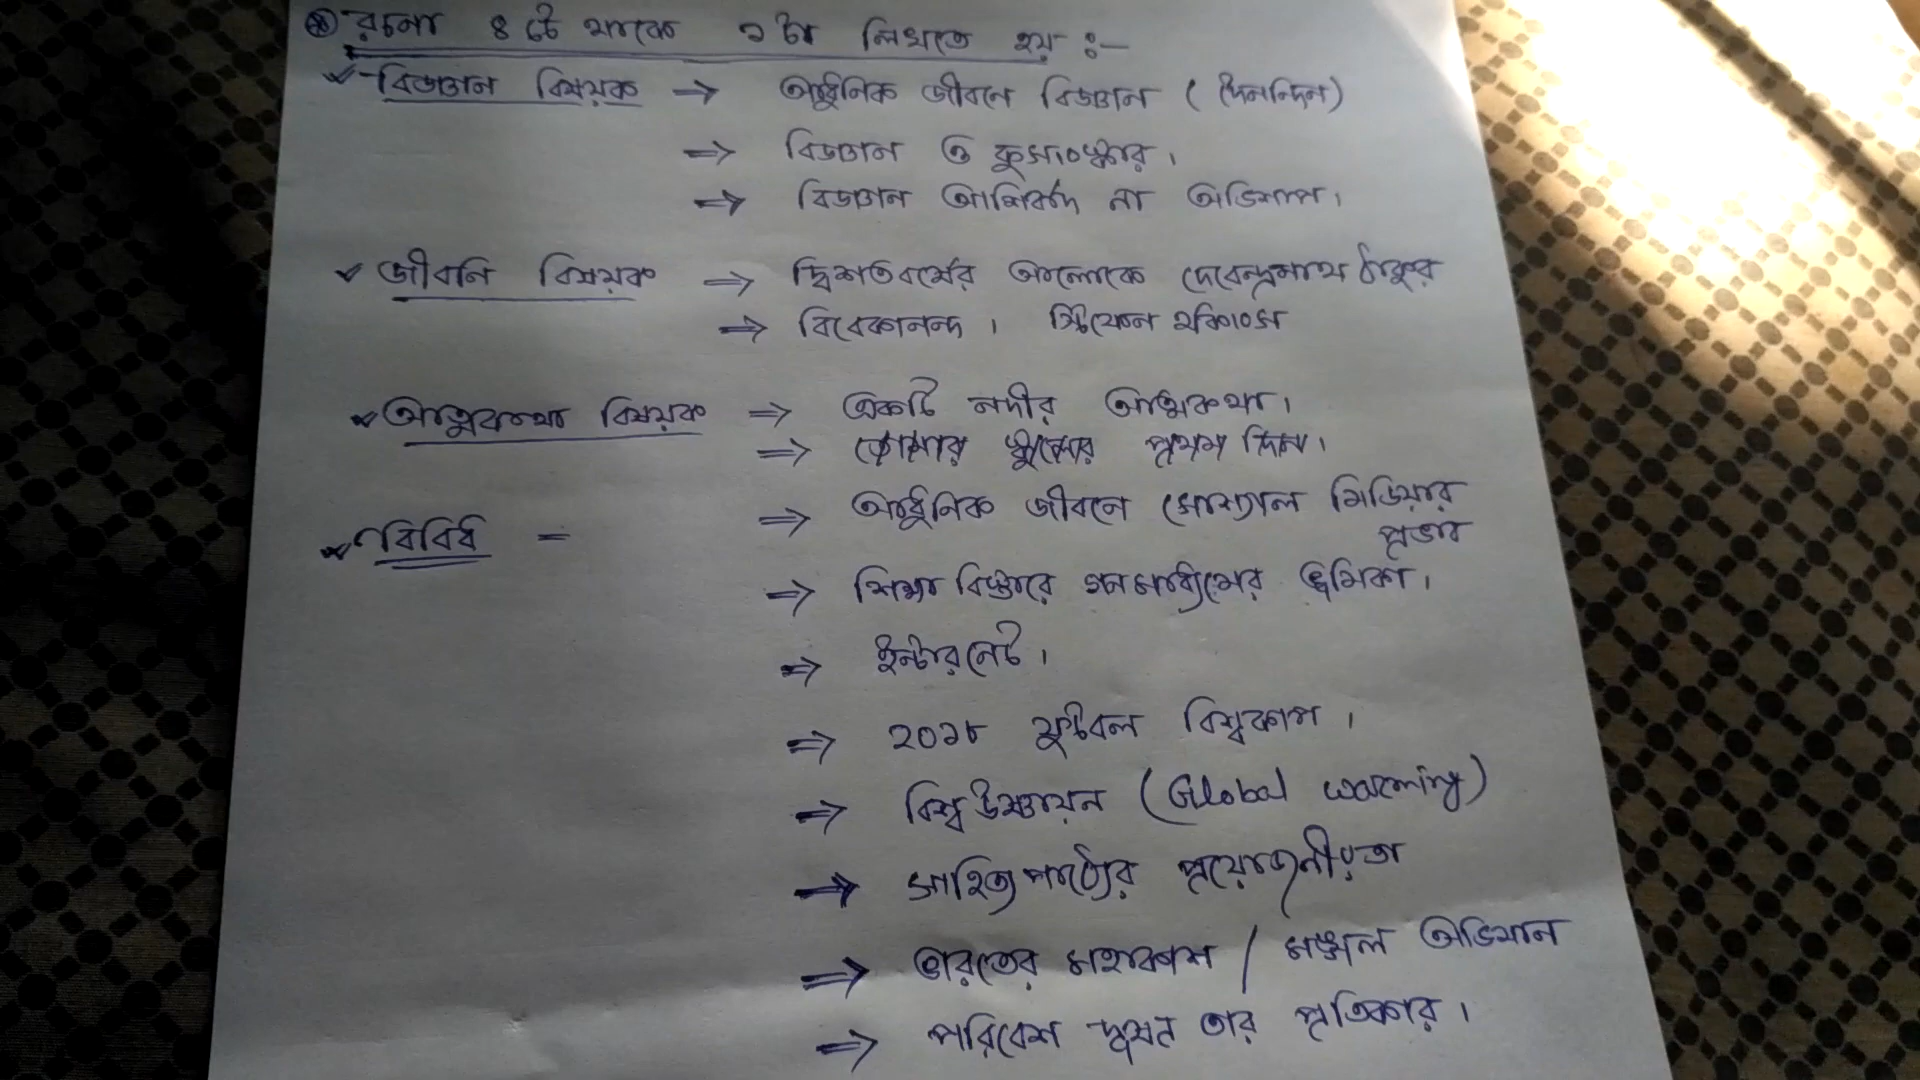 রচনা ৪টে থাকে ১টা লিখতে হয় :-
বিজ্ঞান বিষয়ক → আধুনিক জীবনে বিজ্ঞান (দৈনন্দিন)
⇒ বিজ্ঞান ও কুসংস্কার।
⇒ বিজ্ঞান আশির্বাদ না অভিশাপ।
জীবনি বিষয়ক ⇒ দ্বিশতবর্ষের আলোকে দেবেন্দ্রনাথ ঠাকুর
⇒ বিবেকানন্দ। স্টিফেন হকিংস
আত্মকথা বিষয়ক ⇒ একটি নদীর আত্মকথা।
⇒ তোমার স্কুলের প্রথম দিন।
⇒ আধুনিক জীবনে সোশ্যাল মিডিয়ার
প্রভাব
বিবিধ =
⇒ শিক্ষা বিস্তারে গনমাধ্যমের ভূমিকা।
⇒ ইন্টারনেট।
⇒ ২০১৮ ফুটবল বিশ্বকাপ।
⇒ বিশ্ব উষ্ণায়ন (Global warming)
⇒ সাহিত্য পাঠের প্রয়োজনীয়তা
⇒ ভারতের মহাকাশ / মঙ্গল অভিযান
⇒ পরিবেশ দূষন তার প্রতিকার।